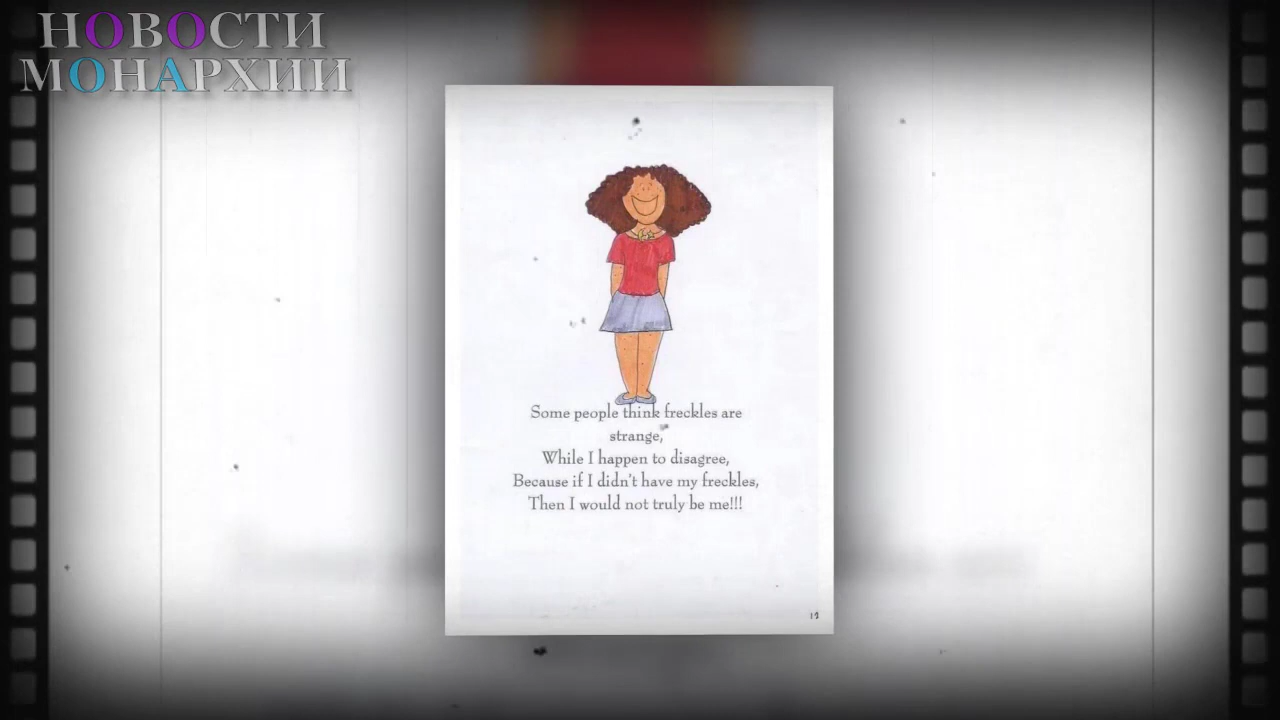 НОВОСТИ
МОНАРХИИ
Some people think freckles are
strange,
While I happen to disagree,
Because if I didn't have my freckles,
Then I would not truly be me!!!